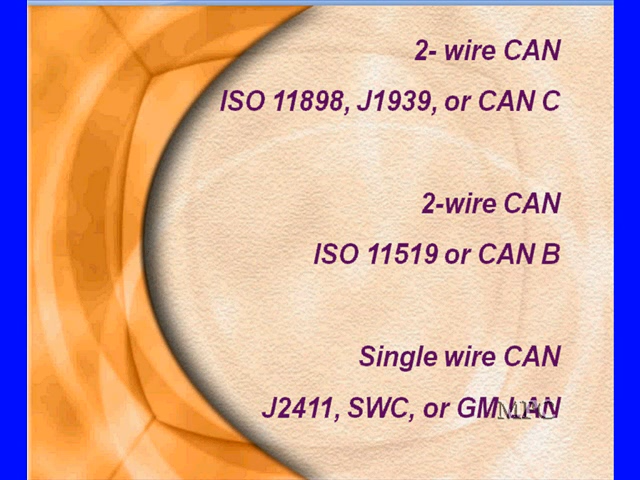 2- wire CAN
ISO 11898, J1939, or CAN C
2-wire CAN
ISO 11519 or CAN B
Single wire CAN
J2411, SWC, or GM LAN